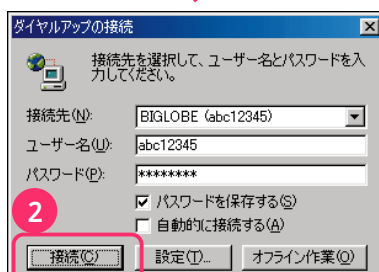 ダイヤルアップの接続
接続先を選択して、ユーザー名とパスワードを入
力してください。
接続先(N): BIGLOBE (abc12345)
ユーザー名(U): abc12345
パスワード(P): ********
パスワードを保存する(S)
2 自動的に接続する(A)
接続(C) 設定(T)... オフライン作業(O)